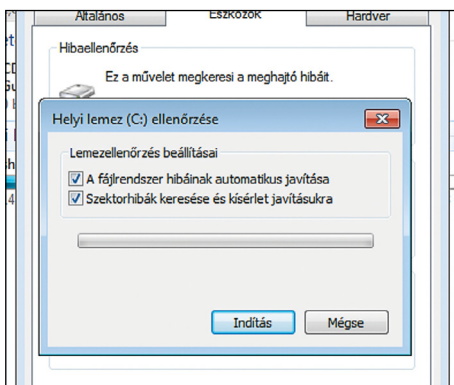 Általános Eszközök Hardver
Hibaellenőrzés
Ez a művelet megkeresi a meghajtó hibáit.
Helyi lemez (C:) ellenőrzése
Lemezellenőrzés beállításai
A fájlrendszer hibáinak automatikus javítása
Szektorhibák keresése és kísérlet javításukra
Indítás Mégse